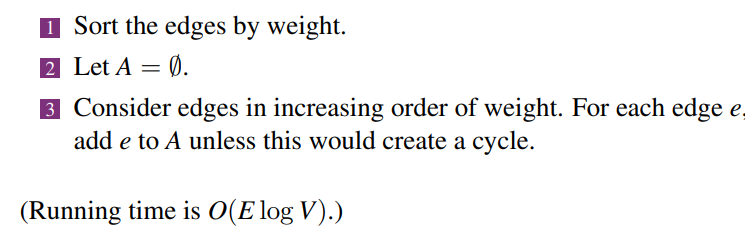 1 Sort the edges by weight.
2 Let A = ∅.
3 Consider edges in increasing order of weight. For each edge e,
add e to A unless this would create a cycle.
(Running time is O(E log V).)